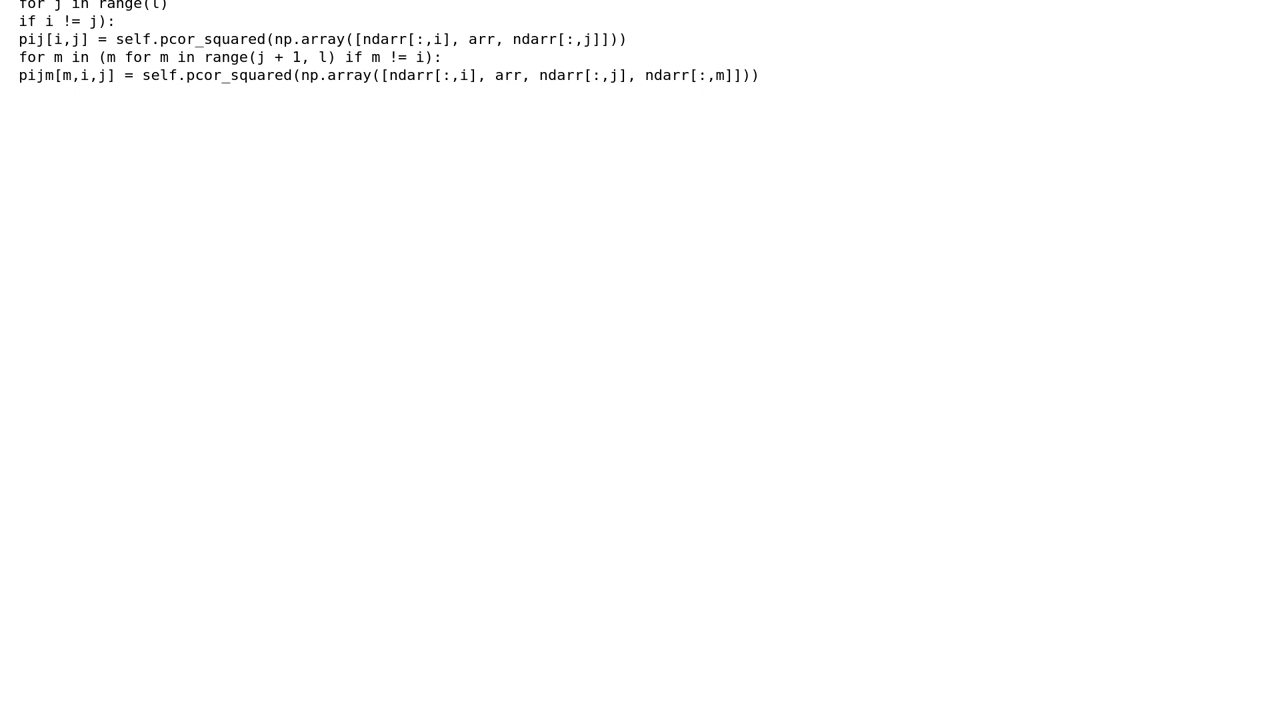 for j in range(l)
if i != j):
pij[i,j] = self.pcor_squared(np.array([ndarr[:,i], arr, ndarr[:,j]]))
for m in (m for m in range(j + 1, l) if m != i):
pijm[m,i,j] = self.pcor_squared(np.array([ndarr[:,i], arr, ndarr[:,j], ndarr[:,m]]))